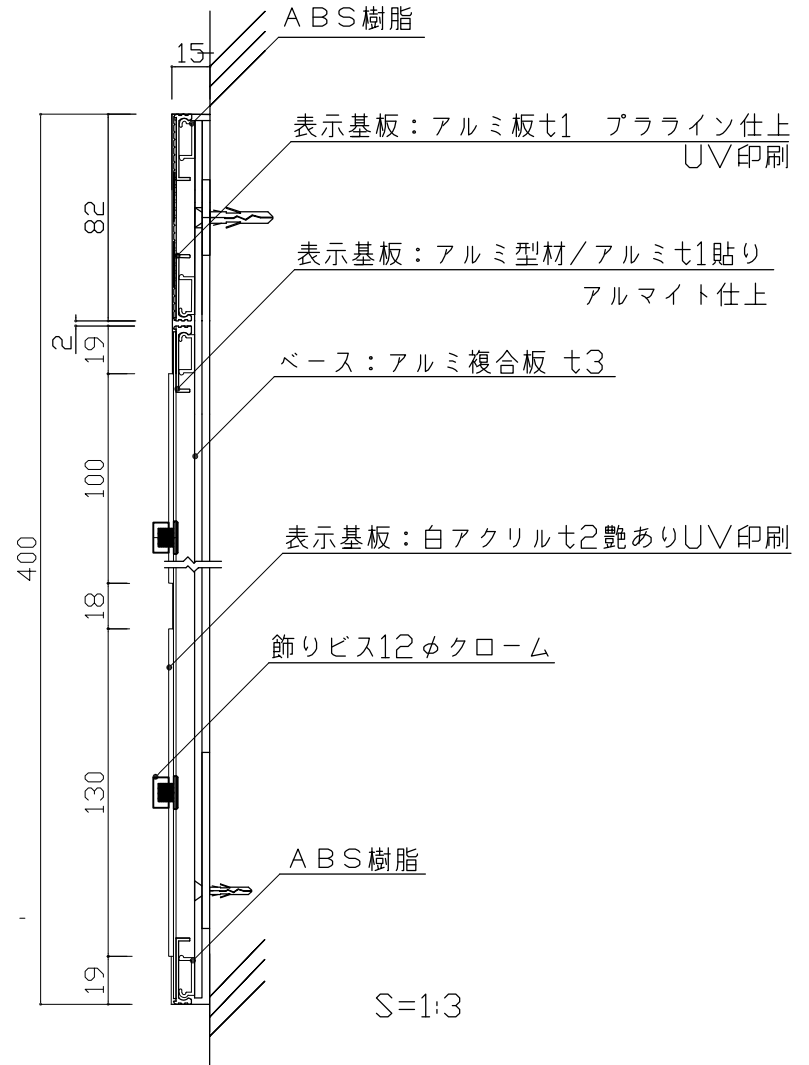 ABS樹脂
15
表示基板：アルミ板t1　プラライン仕上
UV印刷
82
表示基板：アルミ型材/アルミt1貼り
アルマイト仕上
2
19
ベース：アルミ複合板 t3
100
400
表示基板：白アクリルt2艶ありUV印刷
18
飾りビス12φクローム
130
ABS樹脂
19
S=1:3